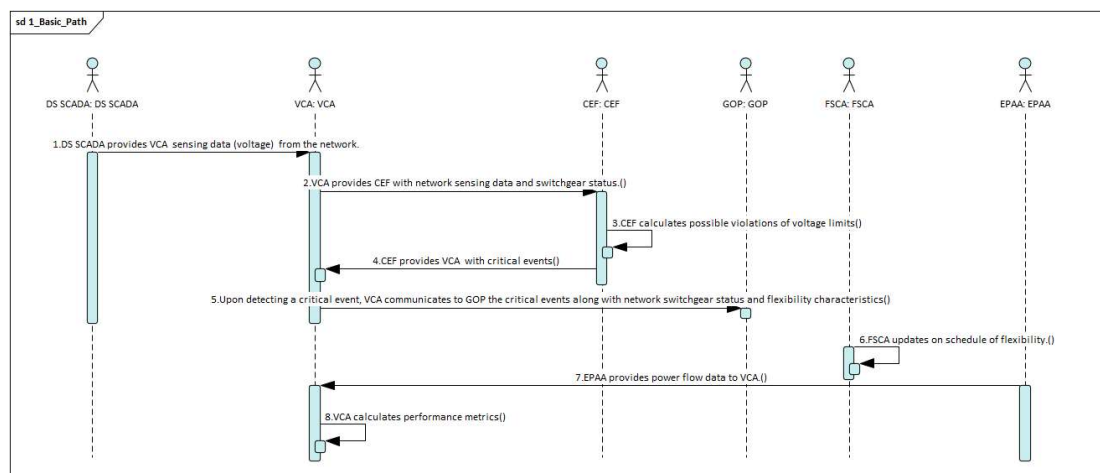 sd 1_Basic_Path
DS SCADA: DS SCADA
VCA: VCA
CEF: CEF
GOP: GOP
FSCA: FSCA
EPAA: EPAA
1.DS SCADA provides VCA  sensing data (voltage)  from the network.
2.VCA provides CEF with network sensing data and switchgear status.()
3.CEF calculates possible violations of voltage limits()
4.CEF provides VCA  with critical events()
5.Upon detecting a critical event, VCA communicates to GOP the critical events along with network switchgear status and flexibility characteristics()
6.FSCA updates on schedule of flexibility.()
7.EPAA provides power flow data to VCA.()
8.VCA calculates performance metrics()